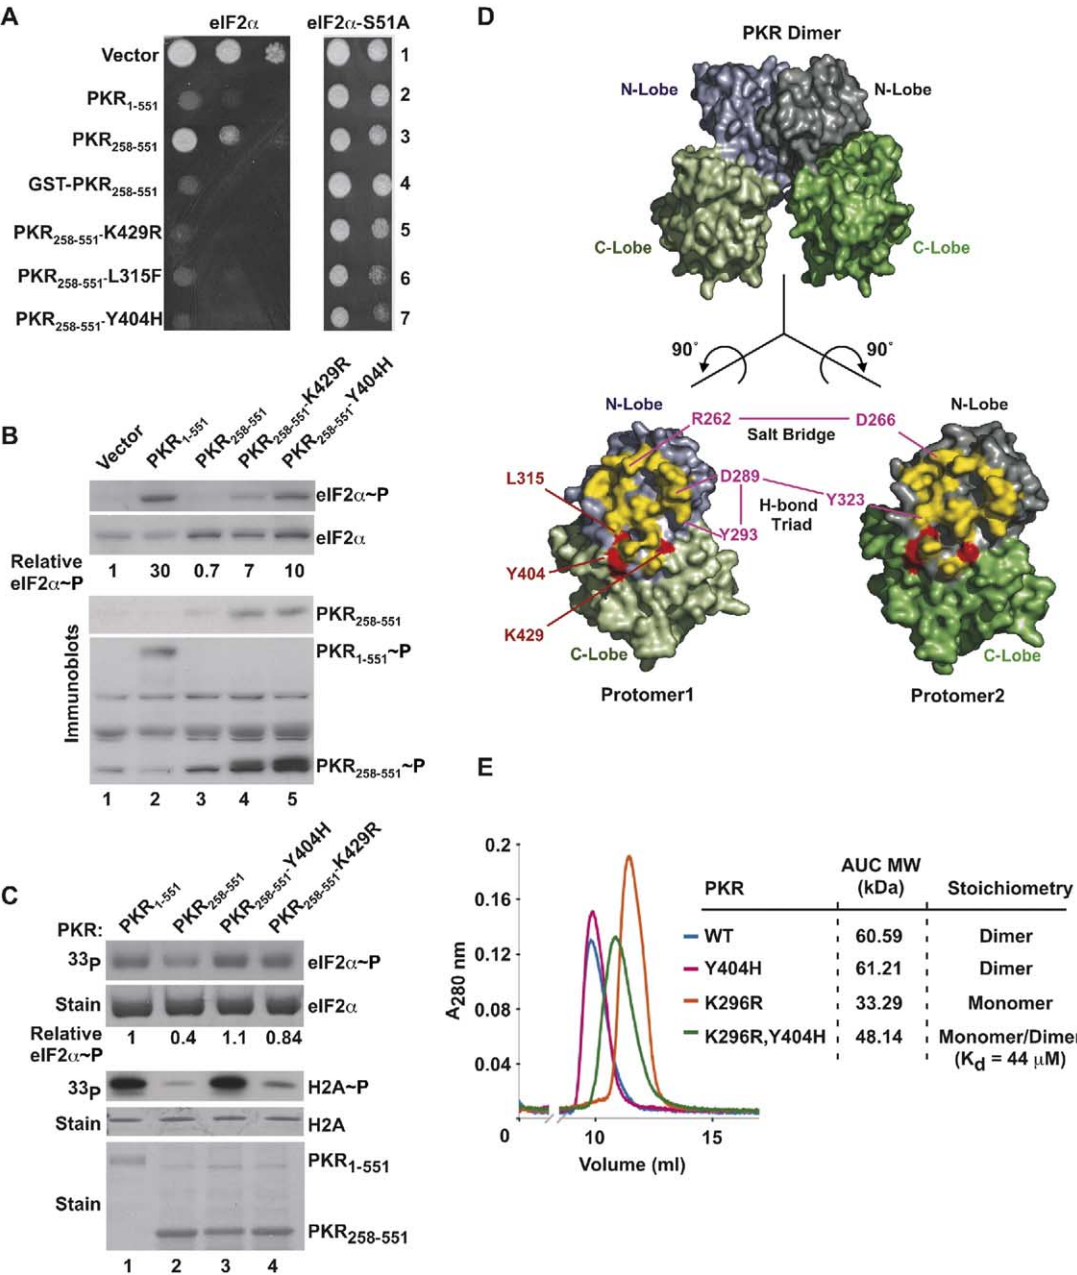 A
eIF2α eIF2α-S51A
Vector 1
PKR1-551 2
PKR258-551 3
GST-PKR258-551 4
PKR258-551-K429R 5
PKR258-551-L315F 6
PKR258-551-Y404H 7
B
Vector
PKR1-551
PKR258-551
PKR258-551-K429R
PKR258-551-Y404H
eIF2α~P
eIF2α
Relative
eIF2α~P
1 30 0.7 7 10
PKR258-551
PKR1-551~P
Immunoblots
PKR258-551~P
1 2 3 4 5
C
PKR:
PKR1-551
PKR258-551
PKR258-551-Y404H
PKR258-551-K429R
33P eIF2α~P
Stain eIF2α
Relative
eIF2α~P
1 0.4 1.1 0.84
33P H2A~P
Stain H2A
PKR1-551
Stain
PKR258-551
1 2 3 4
D
PKR Dimer
N-Lobe N-Lobe
C-Lobe C-Lobe
90° 90°
N-Lobe N-Lobe
R262 D266
Salt Bridge
L315
D289
Y323
H-bond
Triad
Y293
Y404
K429
C-Lobe C-Lobe
Protomer1 Protomer2
E
0.2
0.16
0.12
0.08
0.04
A280 nm
0 10 15
Volume (ml)
PKR AUC MW
(kDa) Stoichiometry
WT 60.59 Dimer
Y404H 61.21 Dimer
K296R 33.29 Monomer
K296R,Y404H 48.14 Monomer/Dimer
(Kd = 44 μM)